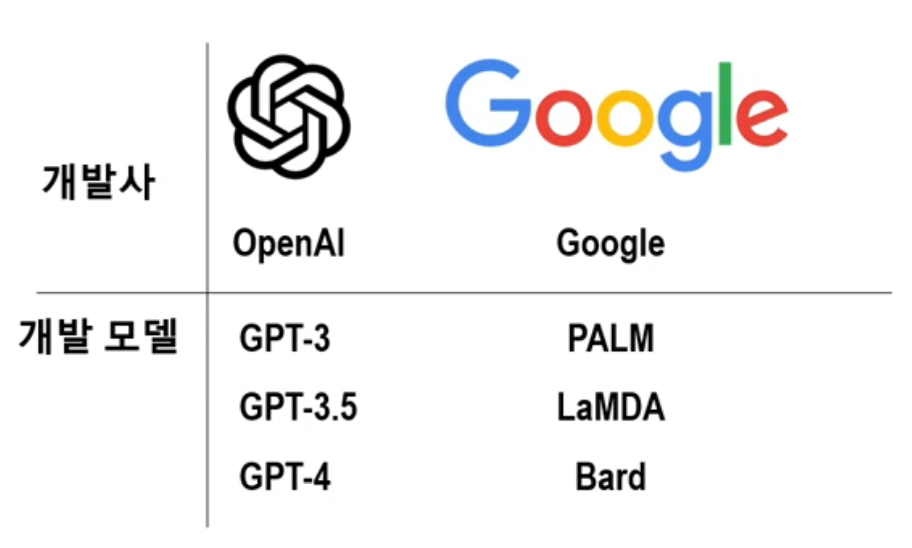 Google
개발사
OpenAI Google
개발 모델 GPT-3 PALM
GPT-3.5 LaMDA
GPT-4 Bard